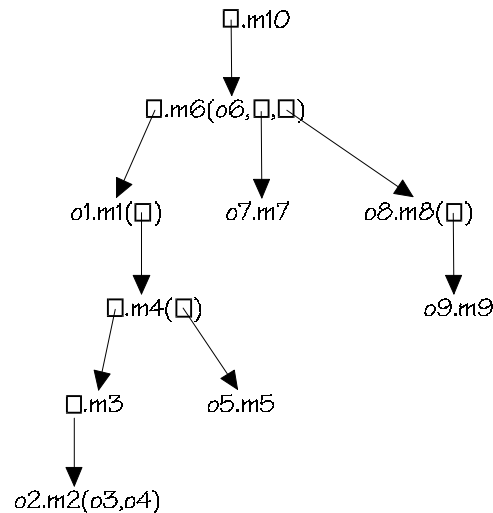 □.m10
□.m6(o6,□,□)
o1.m1(□) o7.m7 o8.m8(□)
□.m4(□) o9.m9
□.m3 o5.m5
o2.m2(o3,o4)